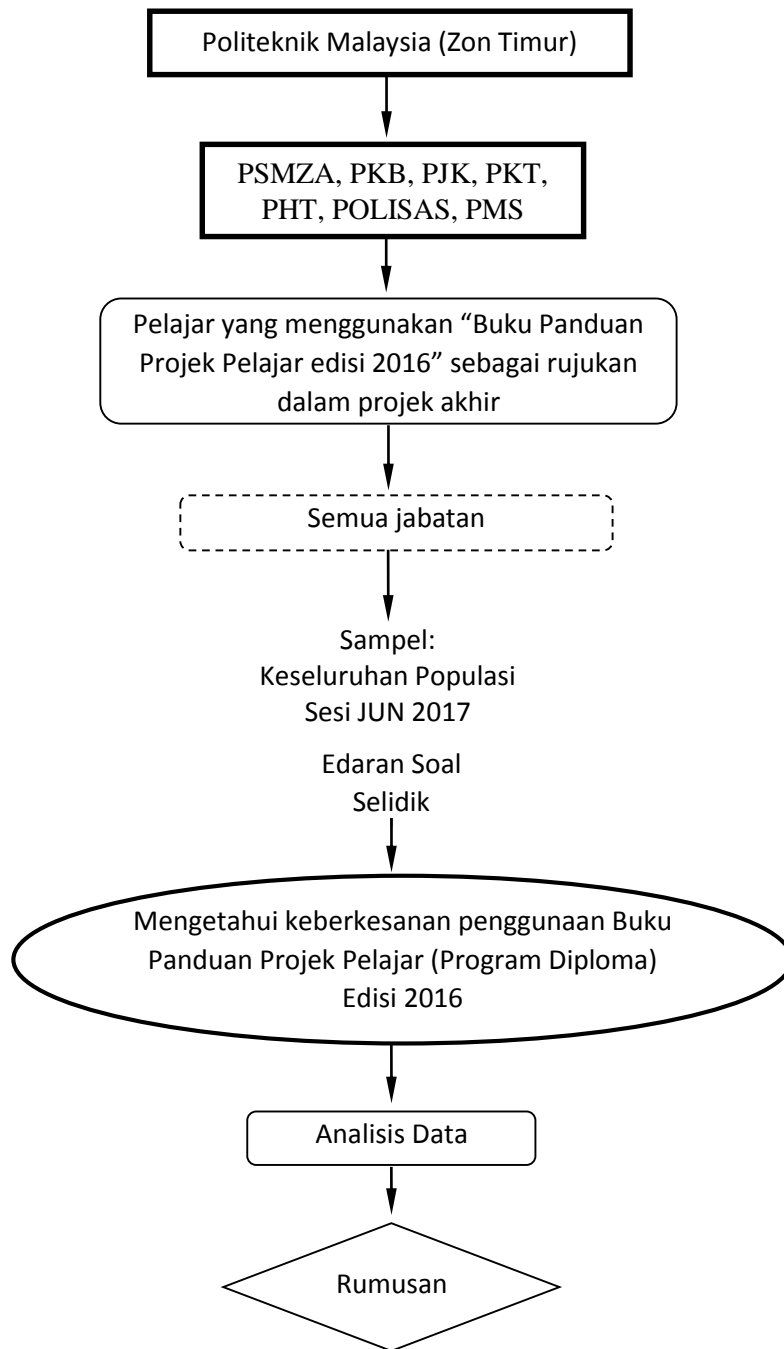 Politeknik Malaysia (Zon Timur)
PSMZA, PKB, PJK, PKT,
PHT, POLISAS, PMS
Pelajar yang menggunakan “Buku Panduan
Projek Pelajar edisi 2016” sebagai rujukan
dalam projek akhir
Semua jabatan
Sampel:
Keseluruhan Populasi
Sesi JUN 2017
Edaran Soal
Selidik
Mengetahui keberkesanan penggunaan Buku
Panduan Projek Pelajar (Program Diploma)
Edisi 2016
Analisis Data
Rumusan